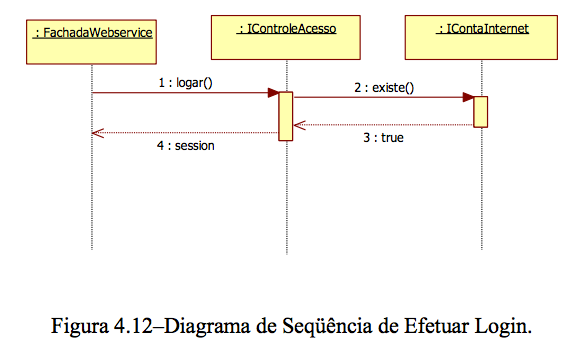 : FachadaWebservice
: IControleAcesso
: IContaInternet
1 : logar()
2 : existe()
3 : true
4 : session
Figura 4.12–Diagrama de Seqüência de Efetuar Login.